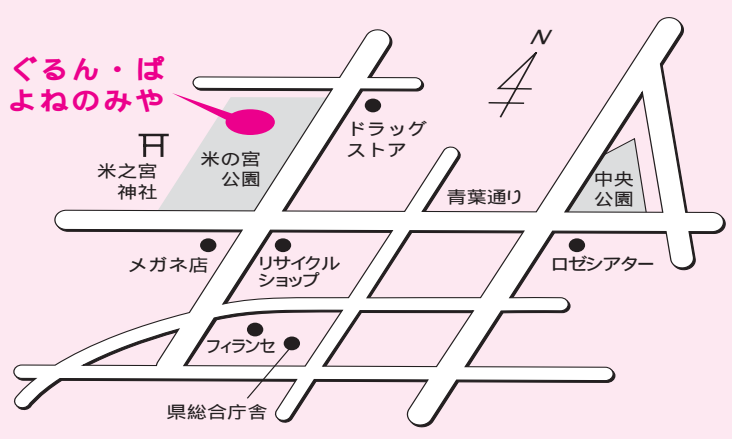 ぐるん・ぱ
よねのみや
N
ドラッグ
ストア
米之宮
神社
米の宮
公園
青葉通り
中央
公園
メガネ店
リサイクル
ショップ
ロゼシアター
フィランセ
県総合庁舎